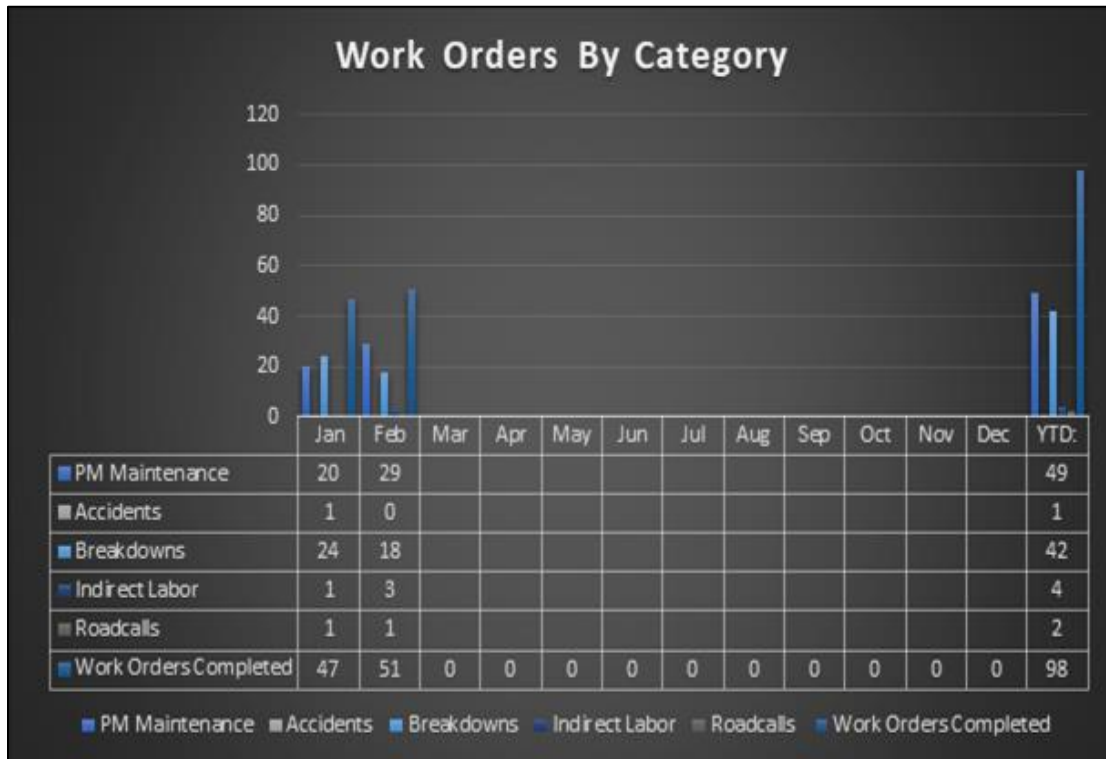 Work Orders By Category
120
100
80
60
40
20
0
Jan Feb Mar Apr May Jun Jul Aug Sep Oct Nov Dec YTD:
PM Maintenance 20 29 49
Accidents 1 0 1
Breakdowns 24 18 42
Indirect Labor 1 3 4
Roadcalls 1 1 2
Work Orders Completed 47 51 0 0 0 0 0 0 0 0 0 0 98
PM Maintenance Accidents Breakdowns Indirect Labor Roadcalls Work Orders Completed